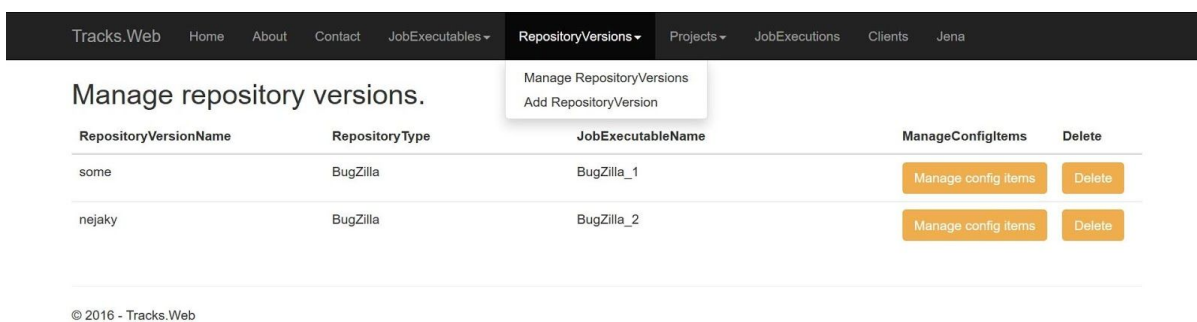 Tracks.Web Home About Contact JobExecutables RepositoryVersions Projects JobExecutions Clients Jena
Manage RepositoryVersions
Add RepositoryVersion
Manage repository versions.
RepositoryVersionName RepositoryType JobExecutableName ManageConfigItems Delete
some BugZilla BugZilla_1 Manage config items Delete
nejaky BugZilla BugZilla_2 Manage config items Delete
© 2016 - Tracks.Web